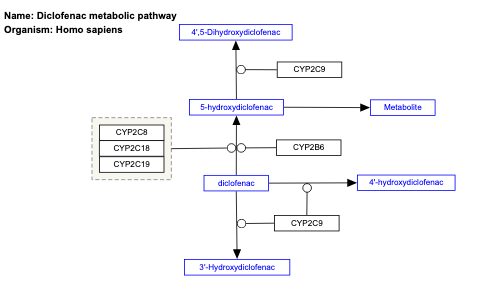 Name: Diclofenac metabolic pathway
Organism: Homo sapiens
4',5-Dihydroxydiclofenac
CYP2C9
5-hydroxydiclofenac
Metabolite
CYP2C8
CYP2C18
CYP2C19
CYP2B6
diclofenac
4'-hydroxydiclofenac
CYP2C9
3'-Hydroxydiclofenac